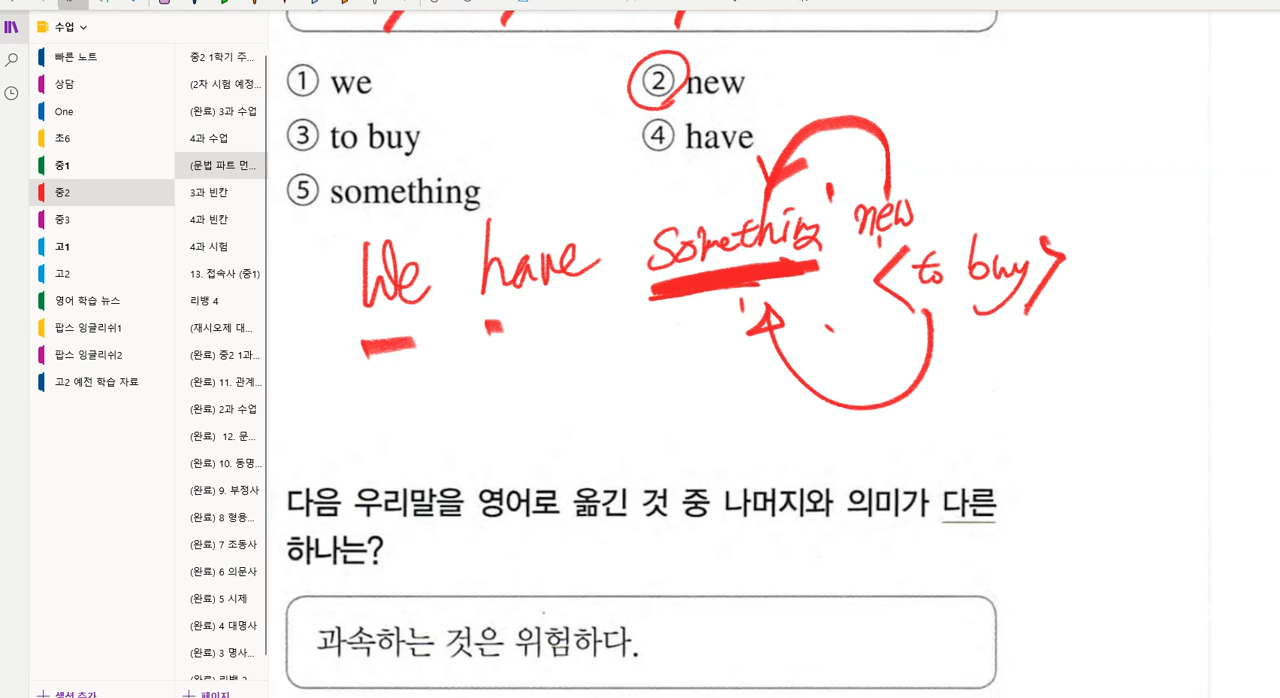 수업
빠른 노트
상담
One
초6
중1
중2
중3
고1
고2
영어 학습 뉴스
팝스 잉글리쉬1
팝스 잉글리쉬2
고2 예전 학습 자료
섹션 추가
중2 1학기 주...
(2차 시험 예정...
(완료) 3과 수업
4과 수업
(문법 파트 먼...
3과 빈칸
4과 빈칸
4과 시험
13. 접속사 (중1)
리뱅 4
(재시오제 대...
(완료) 중2 1과...
(완료) 11. 관계...
(완료) 2과 수업
(완료) 12. 문...
(완료) 10. 동명...
(완료) 9. 부정사
(완료) 8 형용...
(완료) 7 조동사
(완료) 6 의문사
(완료) 5 시제
(완료) 4 대명사
(완료) 3 명사...
페이지
① we ② new
③ to buy ④ have
⑤ something
We have something new <to buy>
다음 우리말을 영어로 옮긴 것 중 나머지와 의미가 다른
하나는?
과속하는 것은 위험하다.